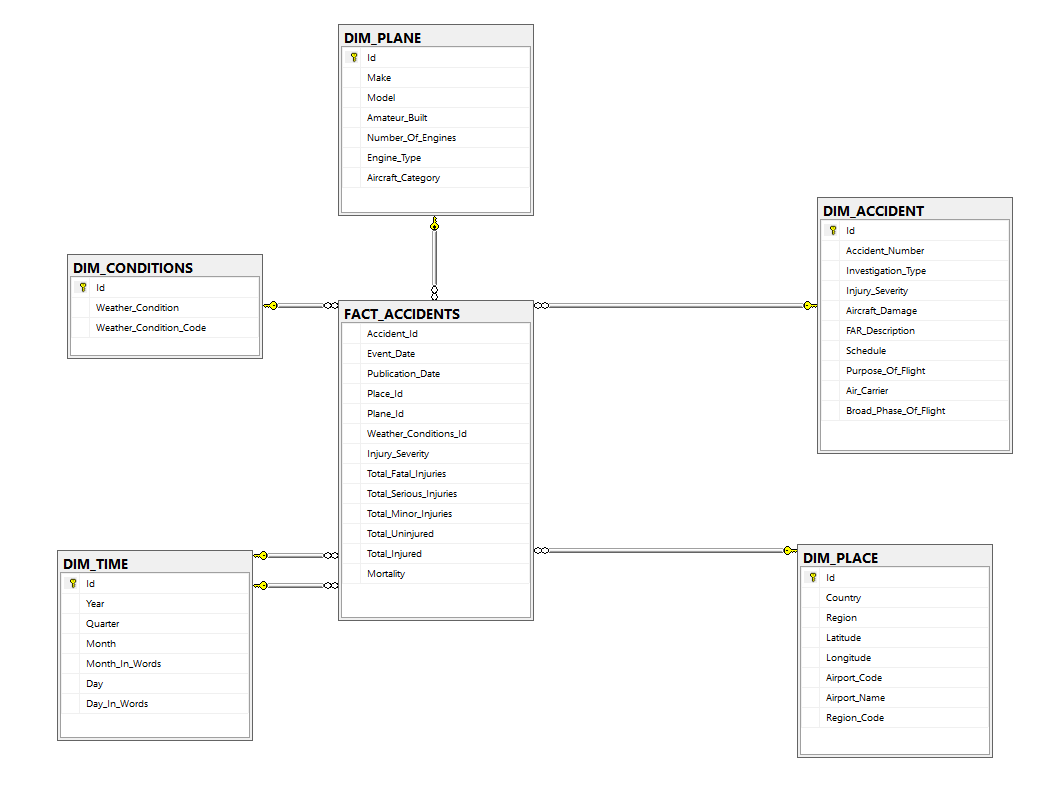 DIM_PLANE
Id
Make
Model
Amateur_Built
Number_Of_Engines
Engine_Type
Aircraft_Category
DIM_ACCIDENT
Id
Accident_Number
Investigation_Type
Injury_Severity
Aircraft_Damage
FAR_Description
Schedule
Purpose_Of_Flight
Air_Carrier
Broad_Phase_Of_Flight
DIM_CONDITIONS
Id
Weather_Condition
Weather_Condition_Code
FACT_ACCIDENTS
Accident_Id
Event_Date
Publication_Date
Place_Id
Plane_Id
Weather_Conditions_Id
Injury_Severity
Total_Fatal_Injuries
Total_Serious_Injuries
Total_Minor_Injuries
Total_Uninjured
Total_Injured
Mortality
DIM_TIME
Id
Year
Quarter
Month
Month_In_Words
Day
Day_In_Words
DIM_PLACE
Id
Country
Region
Latitude
Longitude
Airport_Code
Airport_Name
Region_Code